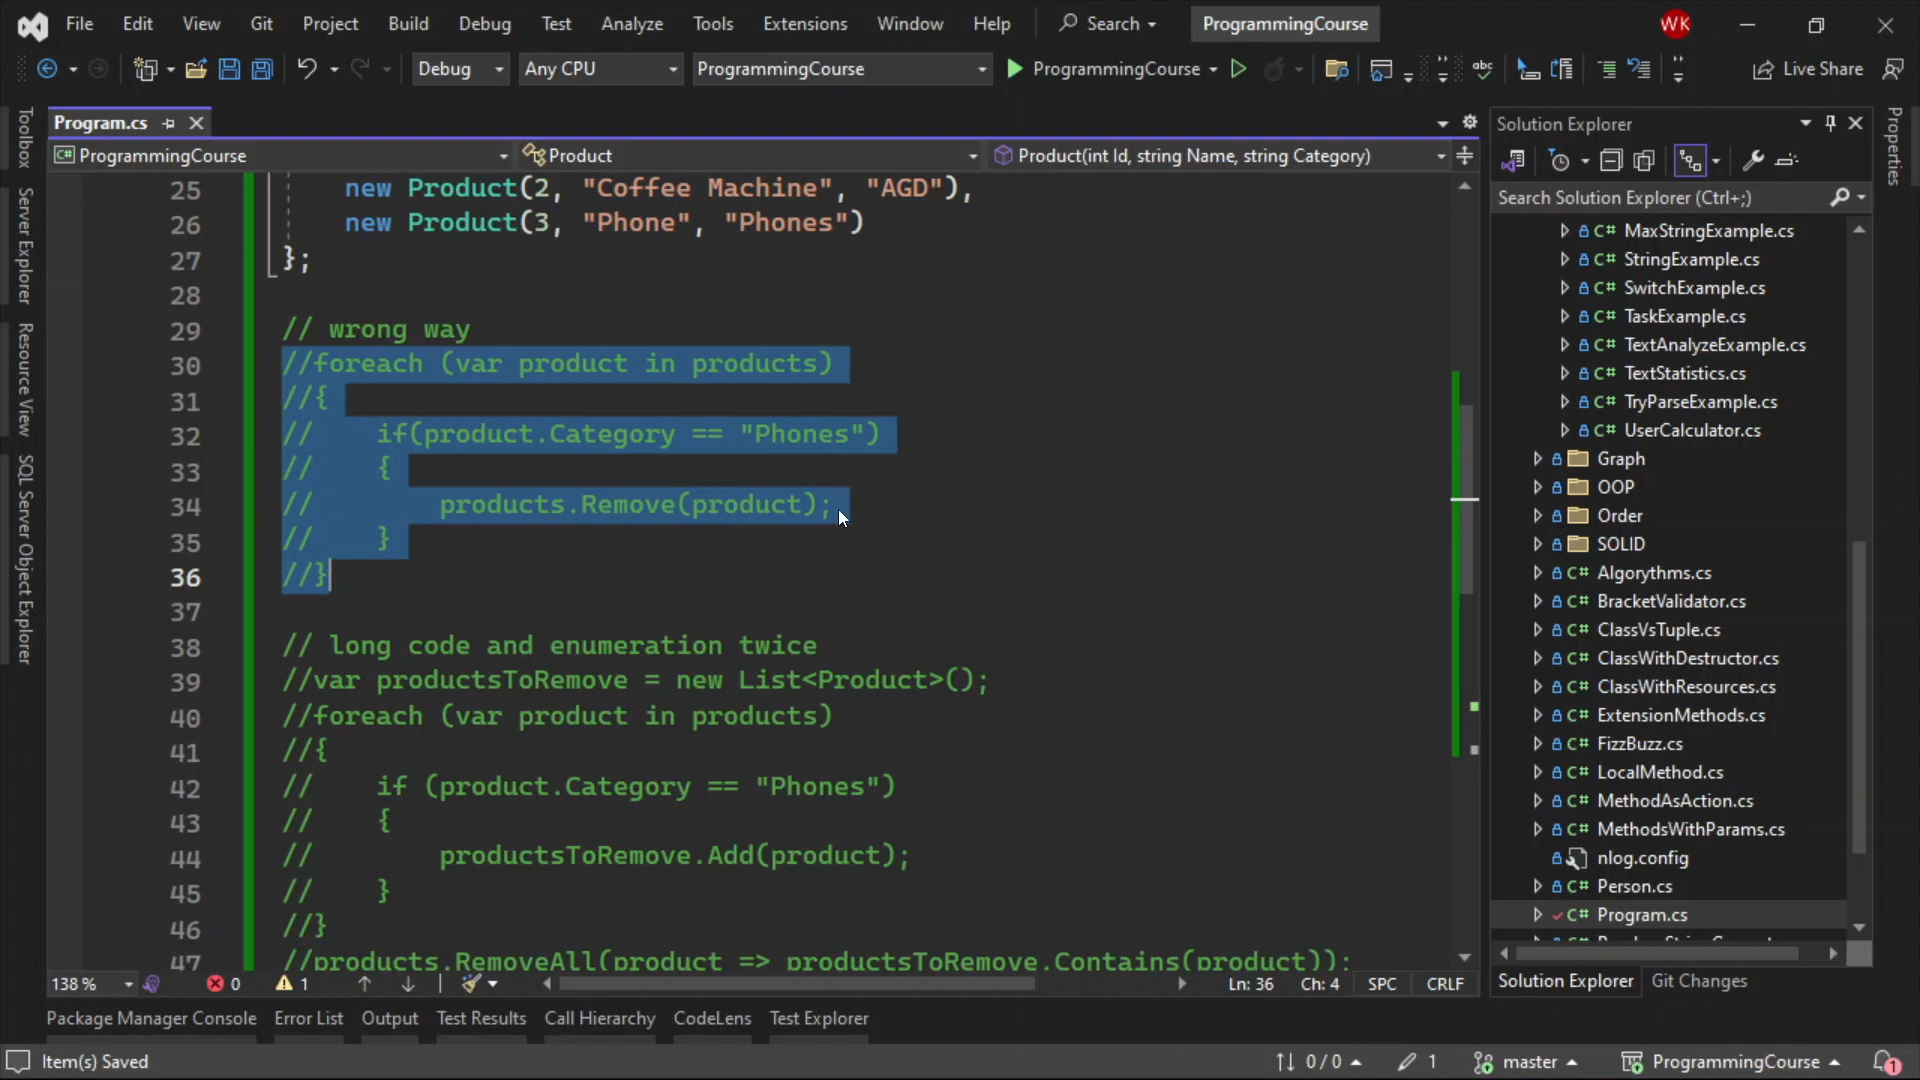 File Edit View Git Project Build Debug Test Analyze Tools Extensions Window Help Search ProgrammingCourse WK
Debug Any CPU ProgrammingCourse ProgrammingCourse Live Share
Toolbox
Server Explorer
Resource View
SQL Server Object Explorer
Program.cs
ProgrammingCourse Product Product(int Id, string Name, string Category)
25 new Product(2, "Coffee Machine", "AGD"),
26 new Product(3, "Phone", "Phones")
27 };
28
29 // wrong way
30 //foreach (var product in products)
31 //{
32 // if(product.Category == "Phones")
33 // {
34 // products.Remove(product);
35 // }
36 //}
37
38 // long code and enumeration twice
39 //var productsToRemove = new List<Product>();
40 //foreach (var product in products)
41 //{
42 // if (product.Category == "Phones")
43 // {
44 // productsToRemove.Add(product);
45 // }
46 //}
47 //products.RemoveAll(product => productsToRemove.Contains(product));
138 % 0 1 Ln: 36 Ch: 4 SPC CRLF
Solution Explorer
Search Solution Explorer (Ctrl+;)
C# MaxStringExample.cs
C# StringExample.cs
C# SwitchExample.cs
C# TaskExample.cs
C# TextAnalyzeExample.cs
C# TextStatistics.cs
C# TryParseExample.cs
C# UserCalculator.cs
Graph
OOP
Order
SOLID
C# Algorythms.cs
C# BracketValidator.cs
C# ClassVsTuple.cs
C# ClassWithDestructor.cs
C# ClassWithResources.cs
C# ExtensionMethods.cs
C# FizzBuzz.cs
C# LocalMethod.cs
C# MethodAsAction.cs
C# MethodsWithParams.cs
nlog.config
C# Person.cs
C# Program.cs
Solution Explorer Git Changes
Properties
Package Manager Console Error List Output Test Results Call Hierarchy CodeLens Test Explorer
Item(s) Saved 0 / 0 1 master ProgrammingCourse 1